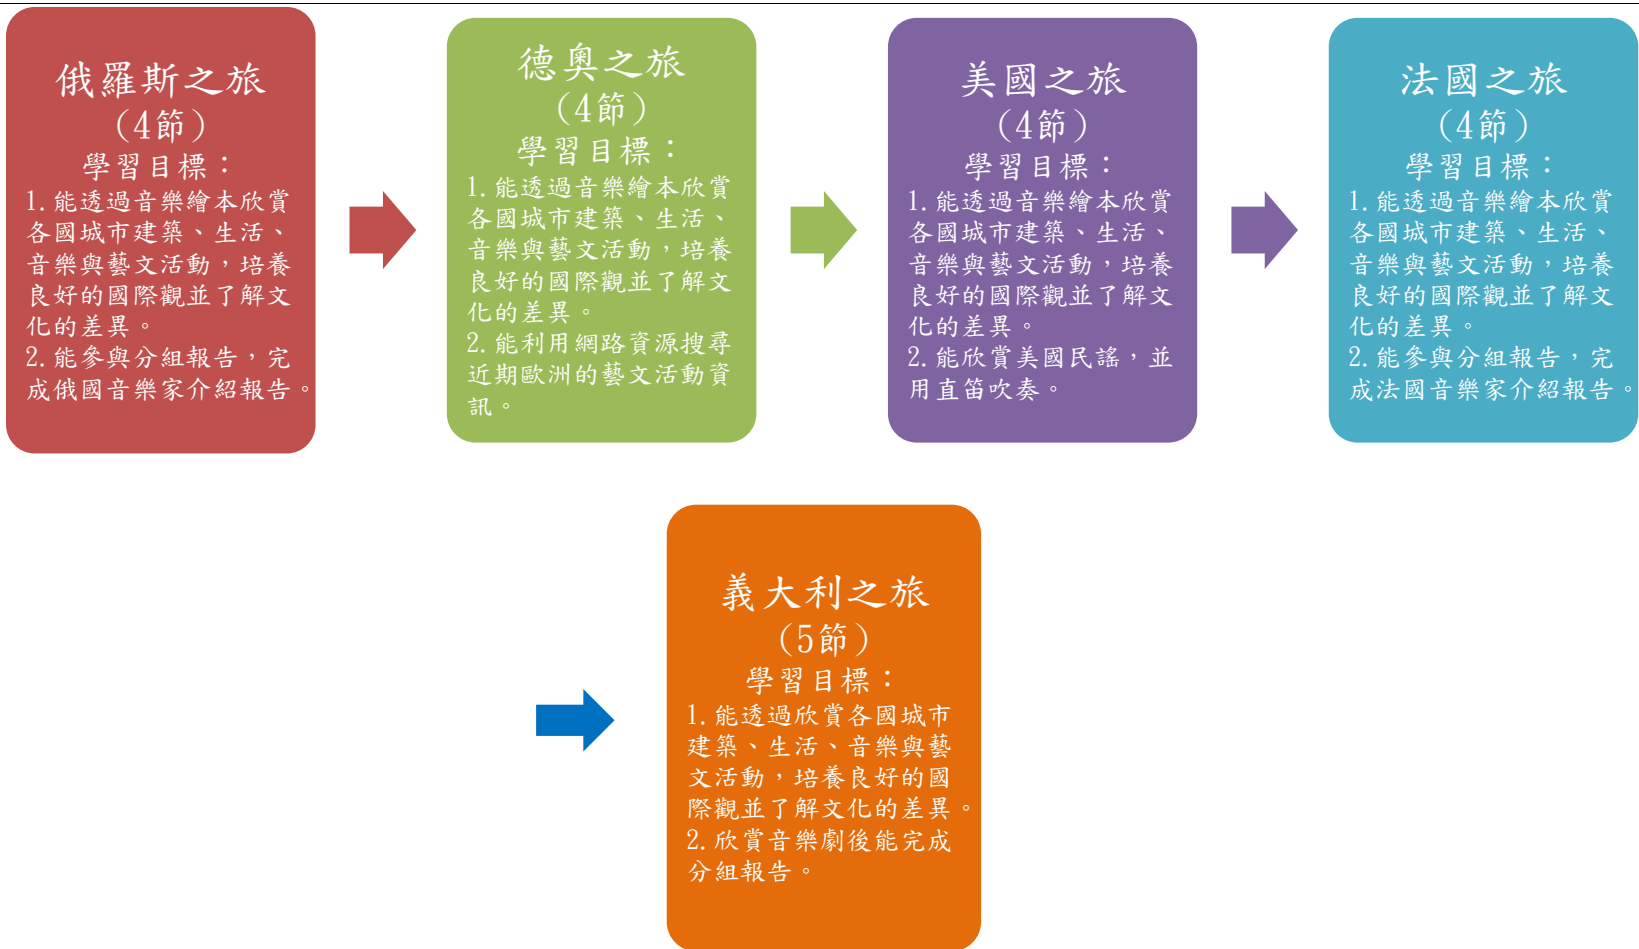 俄羅斯之旅
(4節)
學習目標：
1.能透過音樂繪本欣賞
各國城市建築、生活、
音樂與藝文活動，培養
良好的國際觀並了解文
化的差異。
2.能參與分組報告，完
成俄國音樂家介紹報告。
德奧之旅
(4節)
學習目標：
1.能透過音樂繪本欣賞
各國城市建築、生活、
音樂與藝文活動，培養
良好的國際觀並了解文
化的差異。
2.能利用網路資源搜尋
近期歐洲的藝文活動資
訊。
美國之旅
(4節)
學習目標：
1.能透過音樂繪本欣賞
各國城市建築、生活、
音樂與藝文活動，培養
良好的國際觀並了解文
化的差異。
2.能欣賞美國民謠，並
用直笛吹奏。
法國之旅
(4節)
學習目標：
1.能透過音樂繪本欣賞
各國城市建築、生活、
音樂與藝文活動，培養
良好的國際觀並了解文
化的差異。
2.能參與分組報告，完
成法國音樂家介紹報告。
義大利之旅
(5節)
學習目標：
1.能透過欣賞各國城市
建築、生活、音樂與藝
文活動，培養良好的國
際觀並了解文化的差異。
2.欣賞音樂劇後能完成
分組報告。